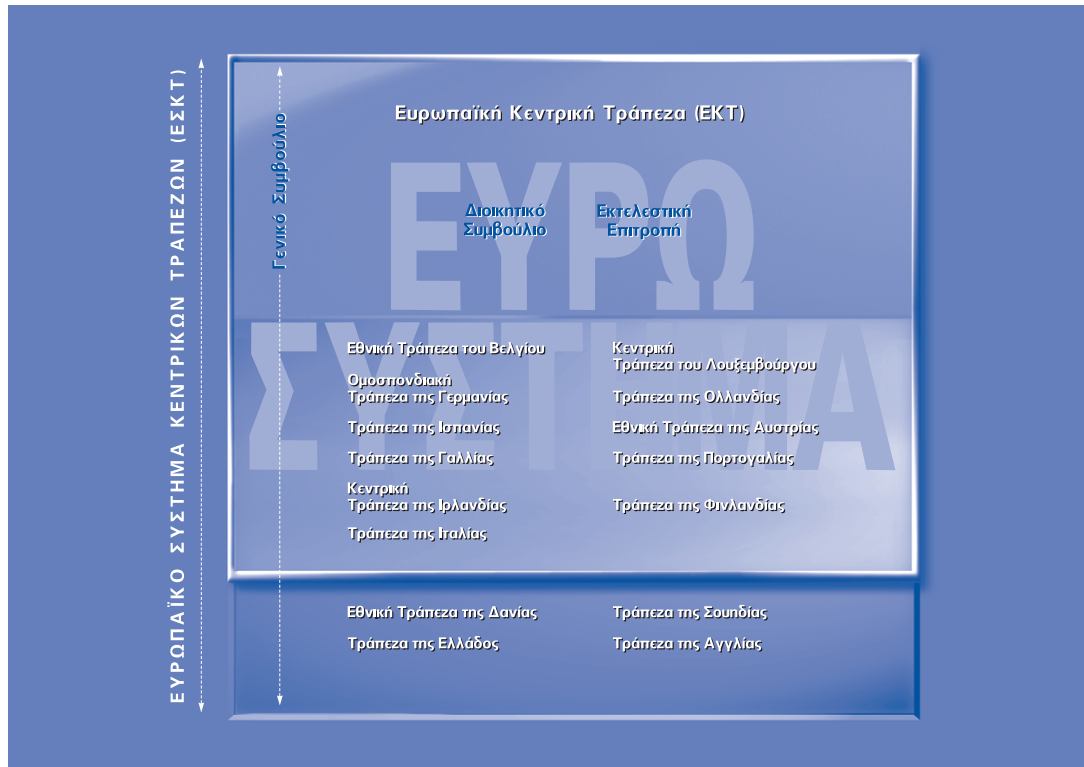 ΕΥΡΩΠΑΪΚΟ ΣΥΣΤΗΜΑ ΚΕΝΤΡΙΚΩΝ ΤΡΑΠΕΖΩΝ (ΕΣΚΤ)
Γενικό Συμβούλιο
Ευρωπαϊκή Κεντρική Τράπεζα (ΕΚΤ)
ΕΥΡΩ
Διοικητικό
Συμβούλιο
Εκτελεστική
Επιτροπή
ΣΥΣΤΗΜΑ
Εθνική Τράπεζα του Βελγίου
Ομοσπονδιακή
Τράπεζα της Γερμανίας
Τράπεζα της Ισπανίας
Τράπεζα της Γαλλίας
Κεντρική
Τράπεζα της Ιρλανδίας
Τράπεζα της Ιταλίας
Κεντρική
Τράπεζα του Λουξεμβούργου
Τράπεζα της Ολλανδίας
Εθνική Τράπεζα της Αυστρίας
Τράπεζα της Πορτογαλίας
Τράπεζα της Φινλανδίας
Εθνική Τράπεζα της Δανίας
Τράπεζα της Ελλάδος
Τράπεζα της Σουηδίας
Τράπεζα της Αγγλίας